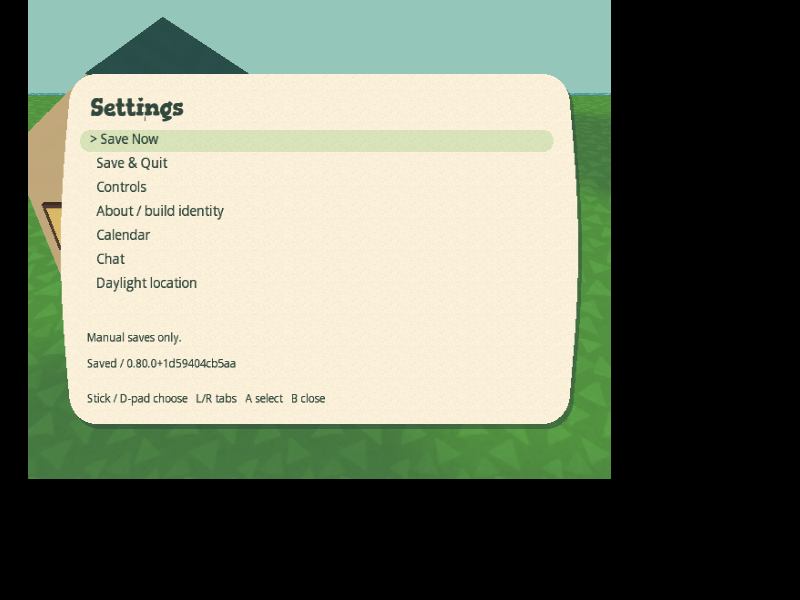 Settings
> Save Now
Save & Quit
Controls
About / build identity
Calendar
Chat
Daylight location
Manual saves only.
Saved / 0.80.0+1d59404cb5aa
Stick / D-pad choose L/R tabs A select B close